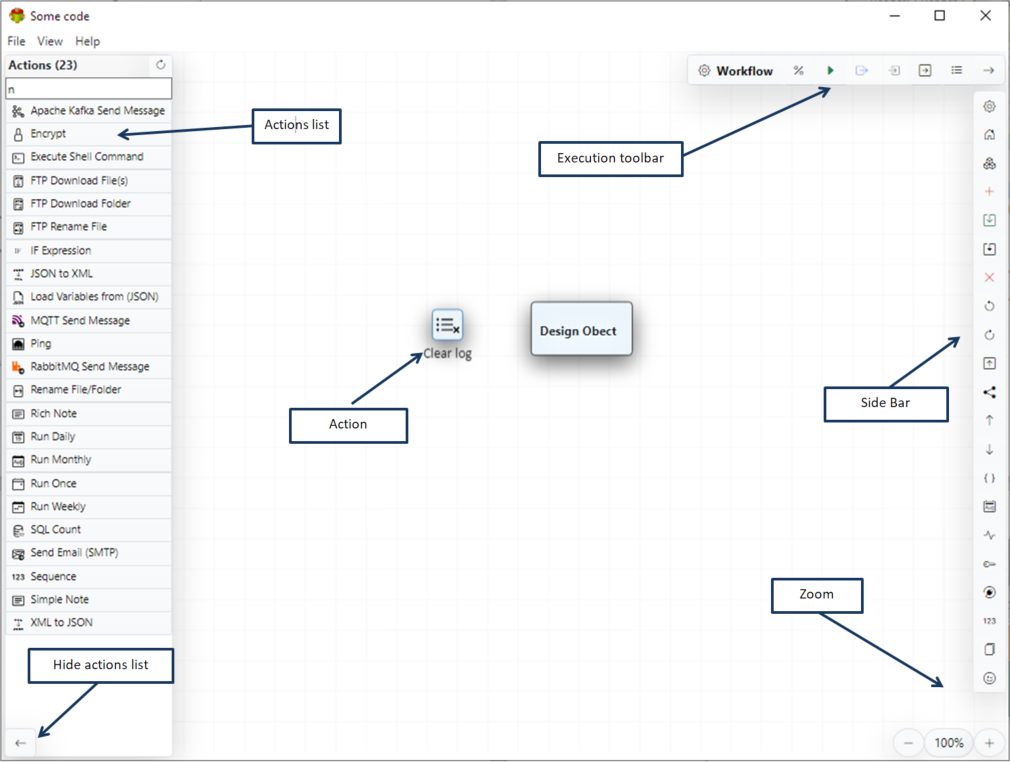 Some code
File View Help
Actions (23)
n
Apache Kafka Send Message
Encrypt
Execute Shell Command
FTP Download File(s)
FTP Download Folder
FTP Rename File
IF IF Expression
JSON to XML
Load Variables from (JSON)
MQTT Send Message
Ping
RabbitMQ Send Message
Rename File/Folder
Rich Note
Run Daily
Run Monthly
Run Once
Run Weekly
SQL Count
Send Email (SMTP)
123 Sequence
Simple Note
XML to JSON
Hide actions list
Actions list
Workflow
Execution toolbar
Clear log
Design Obect
Action
Side Bar
Zoom
123
100%